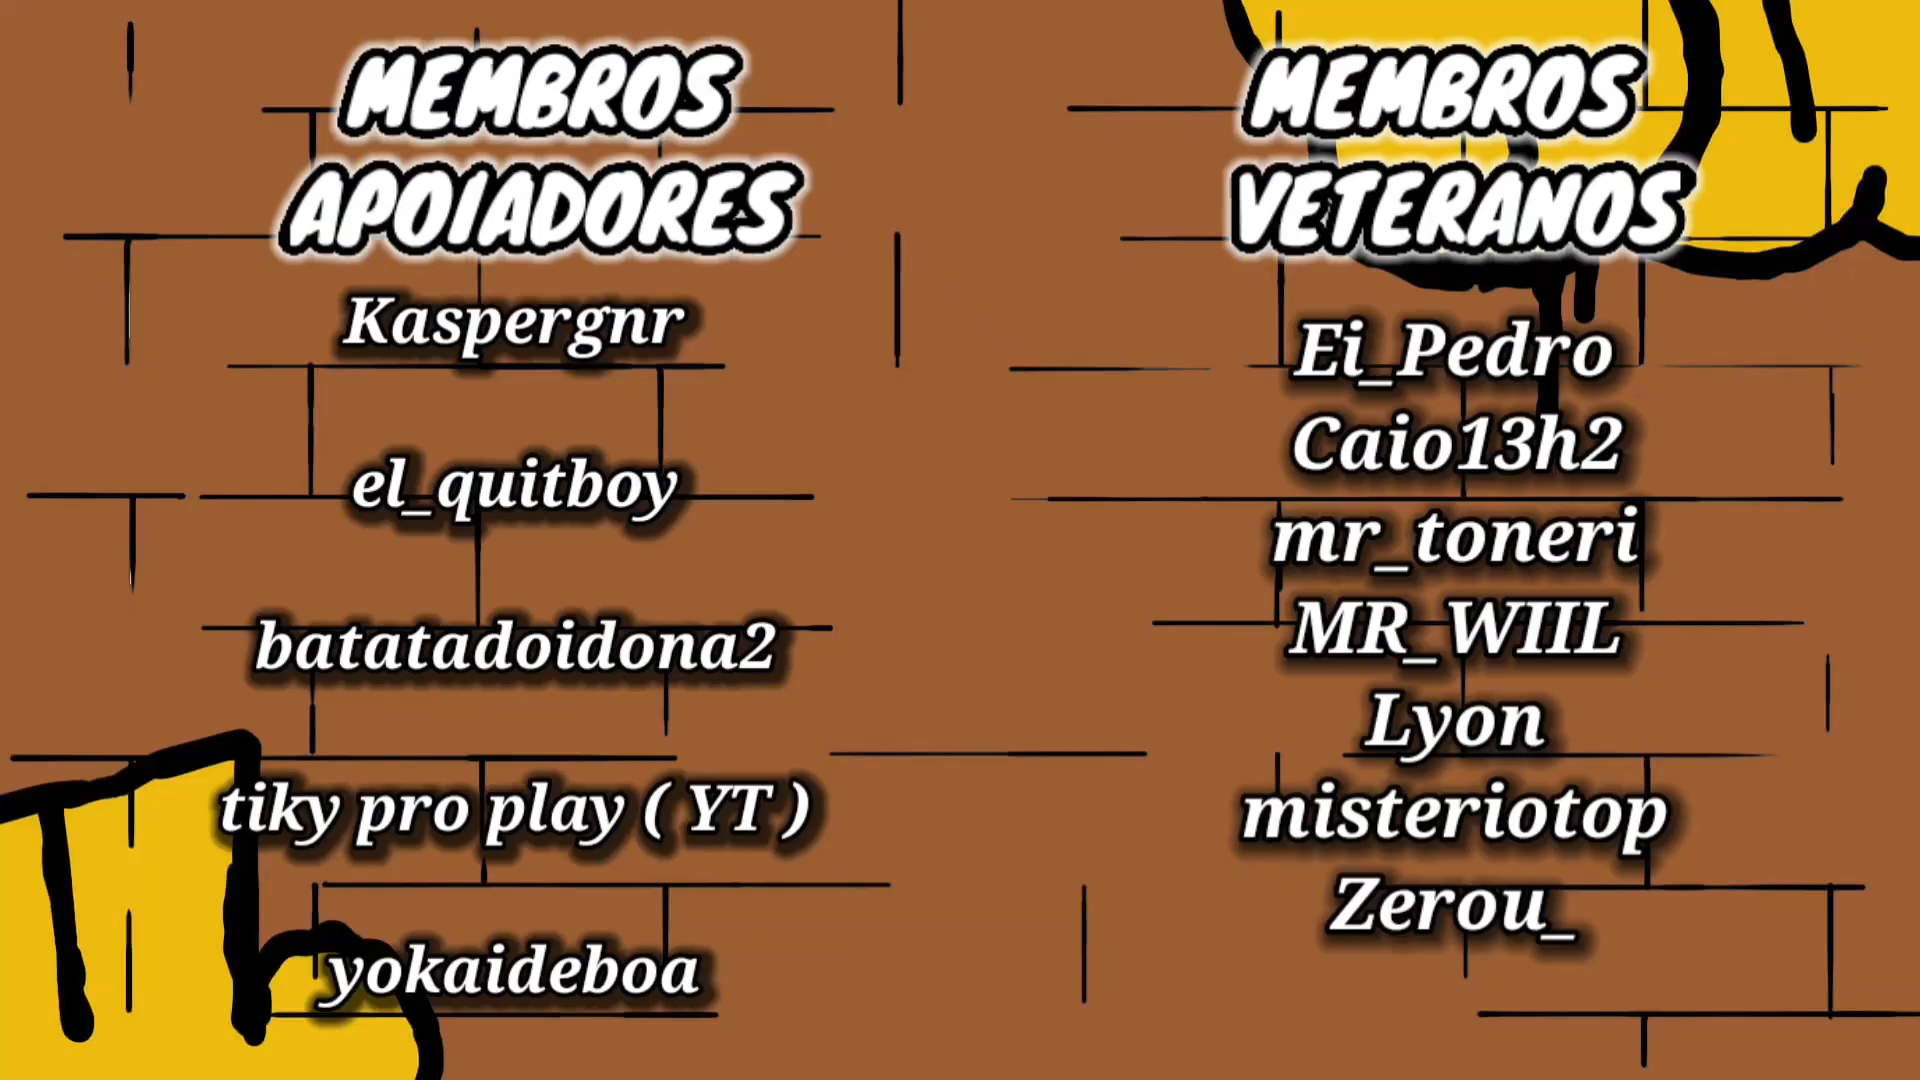 MEMBROS
APOIADORES
Kaspergnr
el_quitboy
batatadoidona2
tiky pro play ( YT )
yokaideboa
MEMBROS
VETERANOS
Ei_Pedro
Caio13h2
mr_toneri
MR_WIIL
Lyon
misteriotop
Zerou_